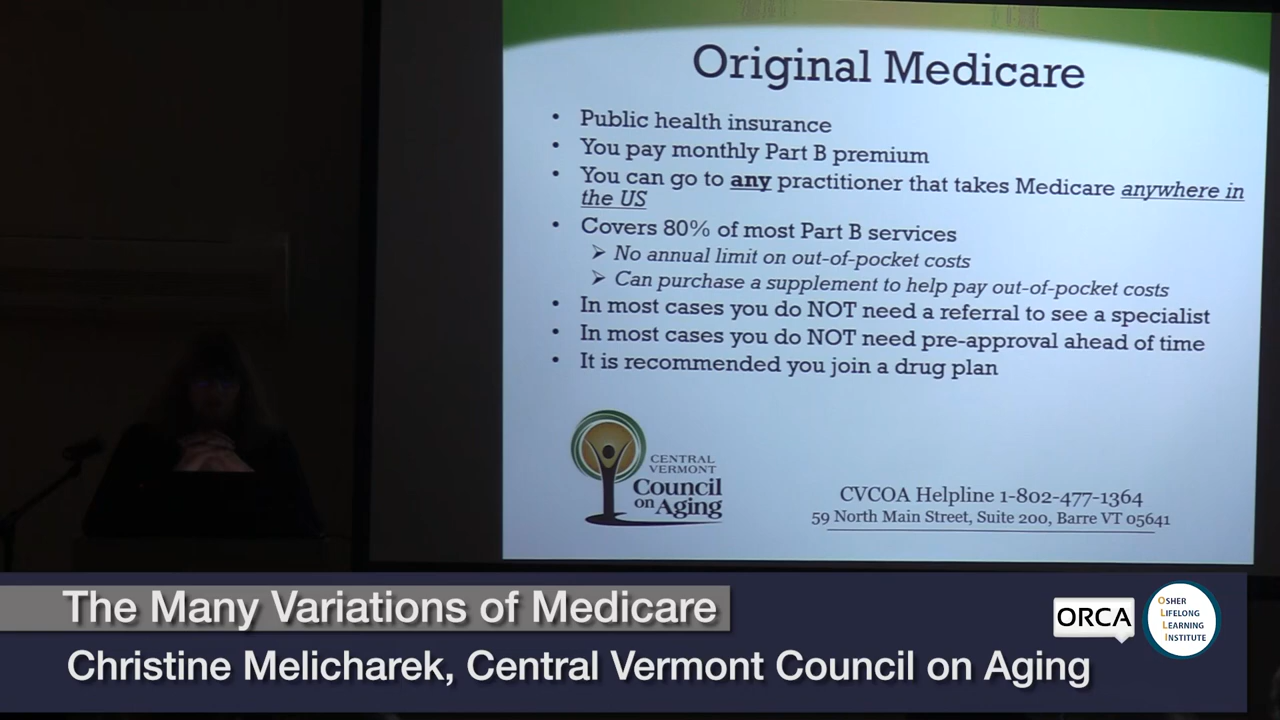 Original Medicare
• Public health insurance
• You pay monthly Part B premium
• You can go to any practitioner that takes Medicare anywhere in
the US
• Covers 80% of most Part B services
➢ No annual limit on out-of-pocket costs
➢ Can purchase a supplement to help pay out-of-pocket costs
• In most cases you do NOT need a referral to see a specialist
• In most cases you do NOT need pre-approval ahead of time
• It is recommended you join a drug plan
CENTRAL
VERMONT
Council
on Aging
CVCOA Helpline 1-802-477-1364
59 North Main Street, Suite 200, Barre VT 05641
The Many Variations of Medicare
Christine Melicharek, Central Vermont Council on Aging
ORCA
OSHER
LIFELONG
LEARNING
INSTITUTE